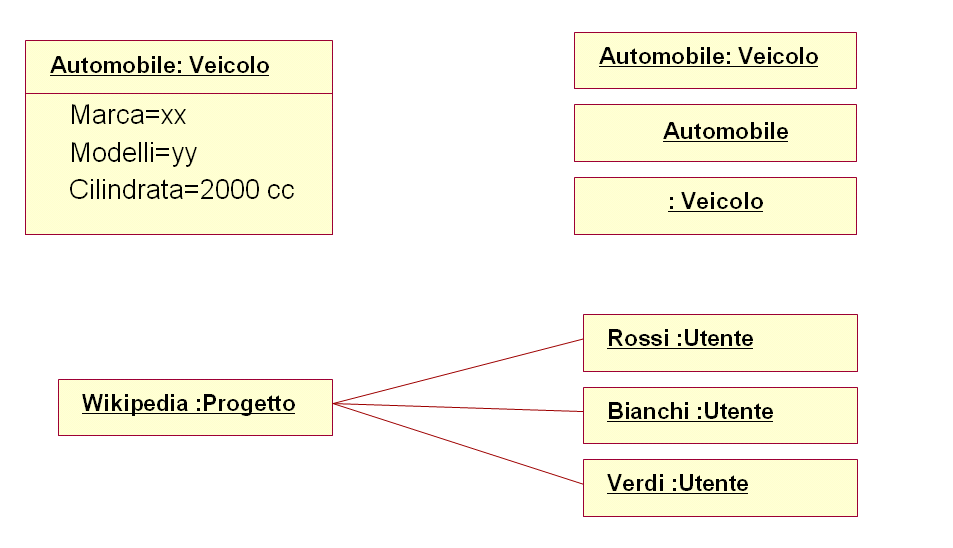 Automobile: Veicolo
Marca=xx
Modelli=yy
Cilindrata=2000 cc
Automobile: Veicolo
Automobile
: Veicolo
Wikipedia :Progetto
Rossi :Utente
Bianchi :Utente
Verdi :Utente